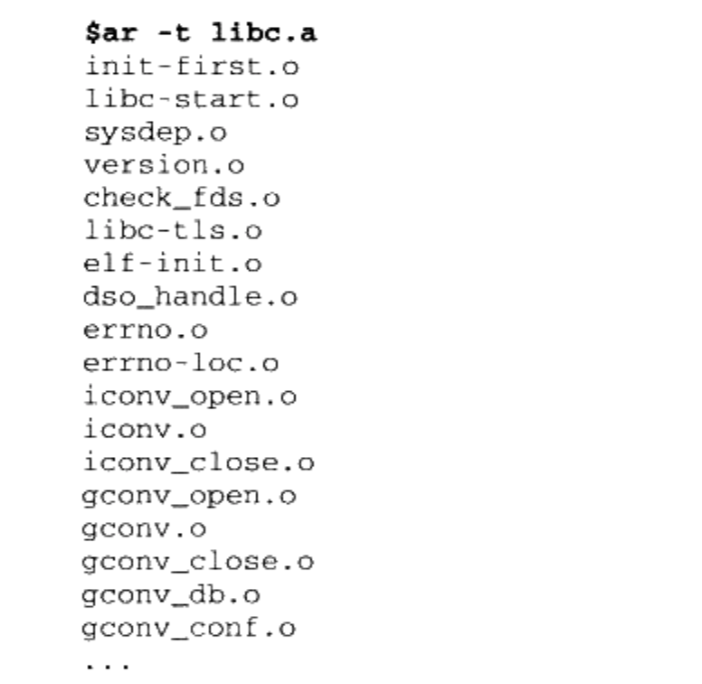 $ar -t libc.a
init-first.o
libc-start.o
sysdep.o
version.o
check_fds.o
libc-tls.o
elf-init.o
dso_handle.o
errno.o
errno-loc.o
iconv_open.o
iconv.o
iconv_close.o
gconv_open.o
gconv.o
gconv_close.o
gconv_db.o
gconv_conf.o
...